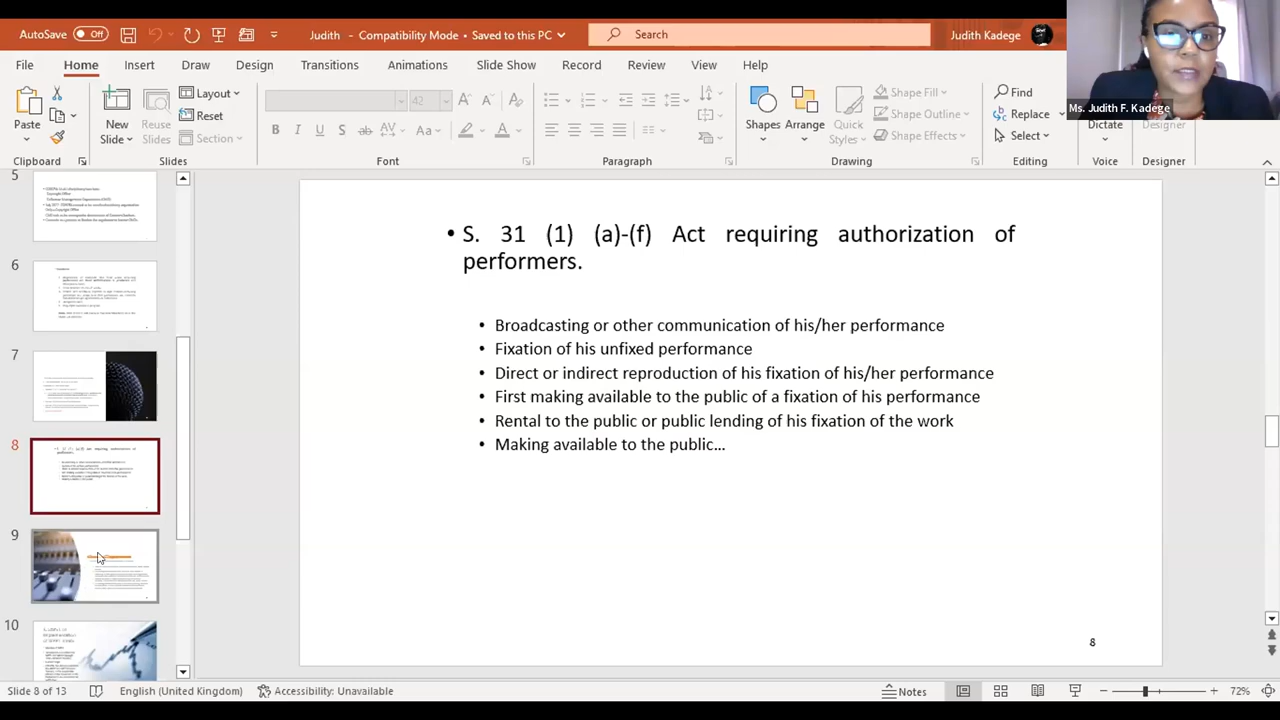 AutoSave Off
Judith - Compatibility Mode • Saved to this PC
Search
Judith Kadege
File Home Insert Draw Design Transitions Animations Slide Show Record Review View Help
Ms. Judith F. Kadege
Paste
New Slide
Reuse Slides
Layout
Reset
Section
B I U S
Aa
Shapes
Arrange
Quick Styles
Shape Fill
Shape Outline
Shape Effects
Find
Replace
Select
Dictate
Designer
Clipboard Slides Font Paragraph Drawing Editing Voice Designer
5
6
7
8
9
10
• S. 31 (1) (a)-(f) Act requiring authorization of
performers.
• Broadcasting or other communication of his/her performance
• Fixation of his unfixed performance
• Direct or indirect reproduction of his fixation of his/her performance
• First making available to the public of a fixation of his performance
• Rental to the public or public lending of his fixation of the work
• Making available to the public…
8
Slide 8 of 13 English (United Kingdom) Accessibility: Unavailable Notes 72%